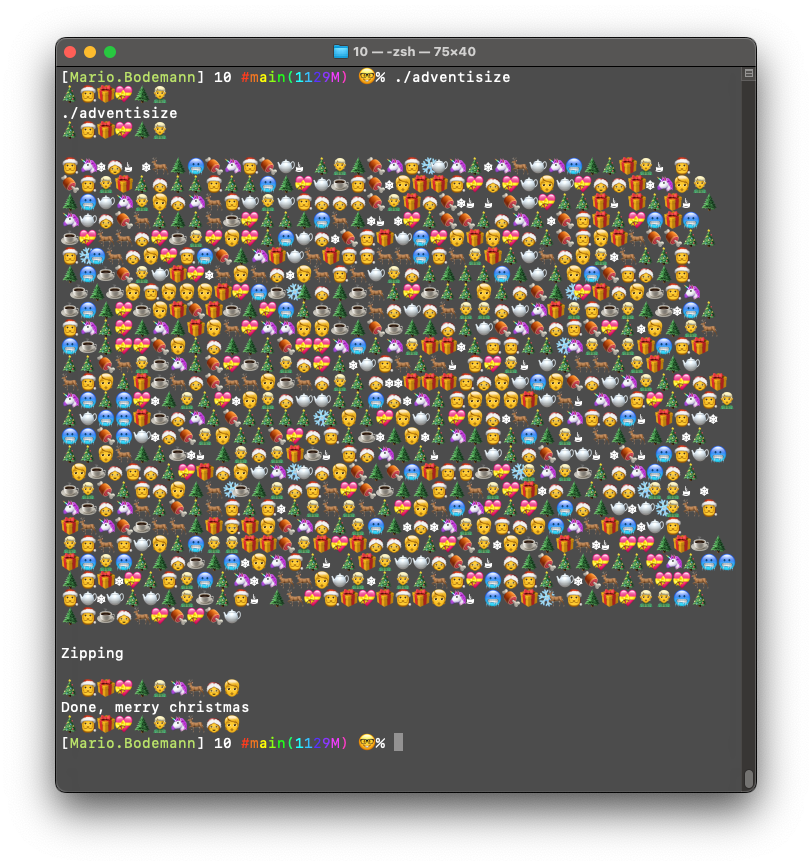 10 — -zsh — 75×40
[Mario.Bodemann] 10 #main(1129M) 🤓% ./adventisize
./adventisize
Zipping
Done, merry christmas
[Mario.Bodemann] 10 #main(1129M) 🤓%